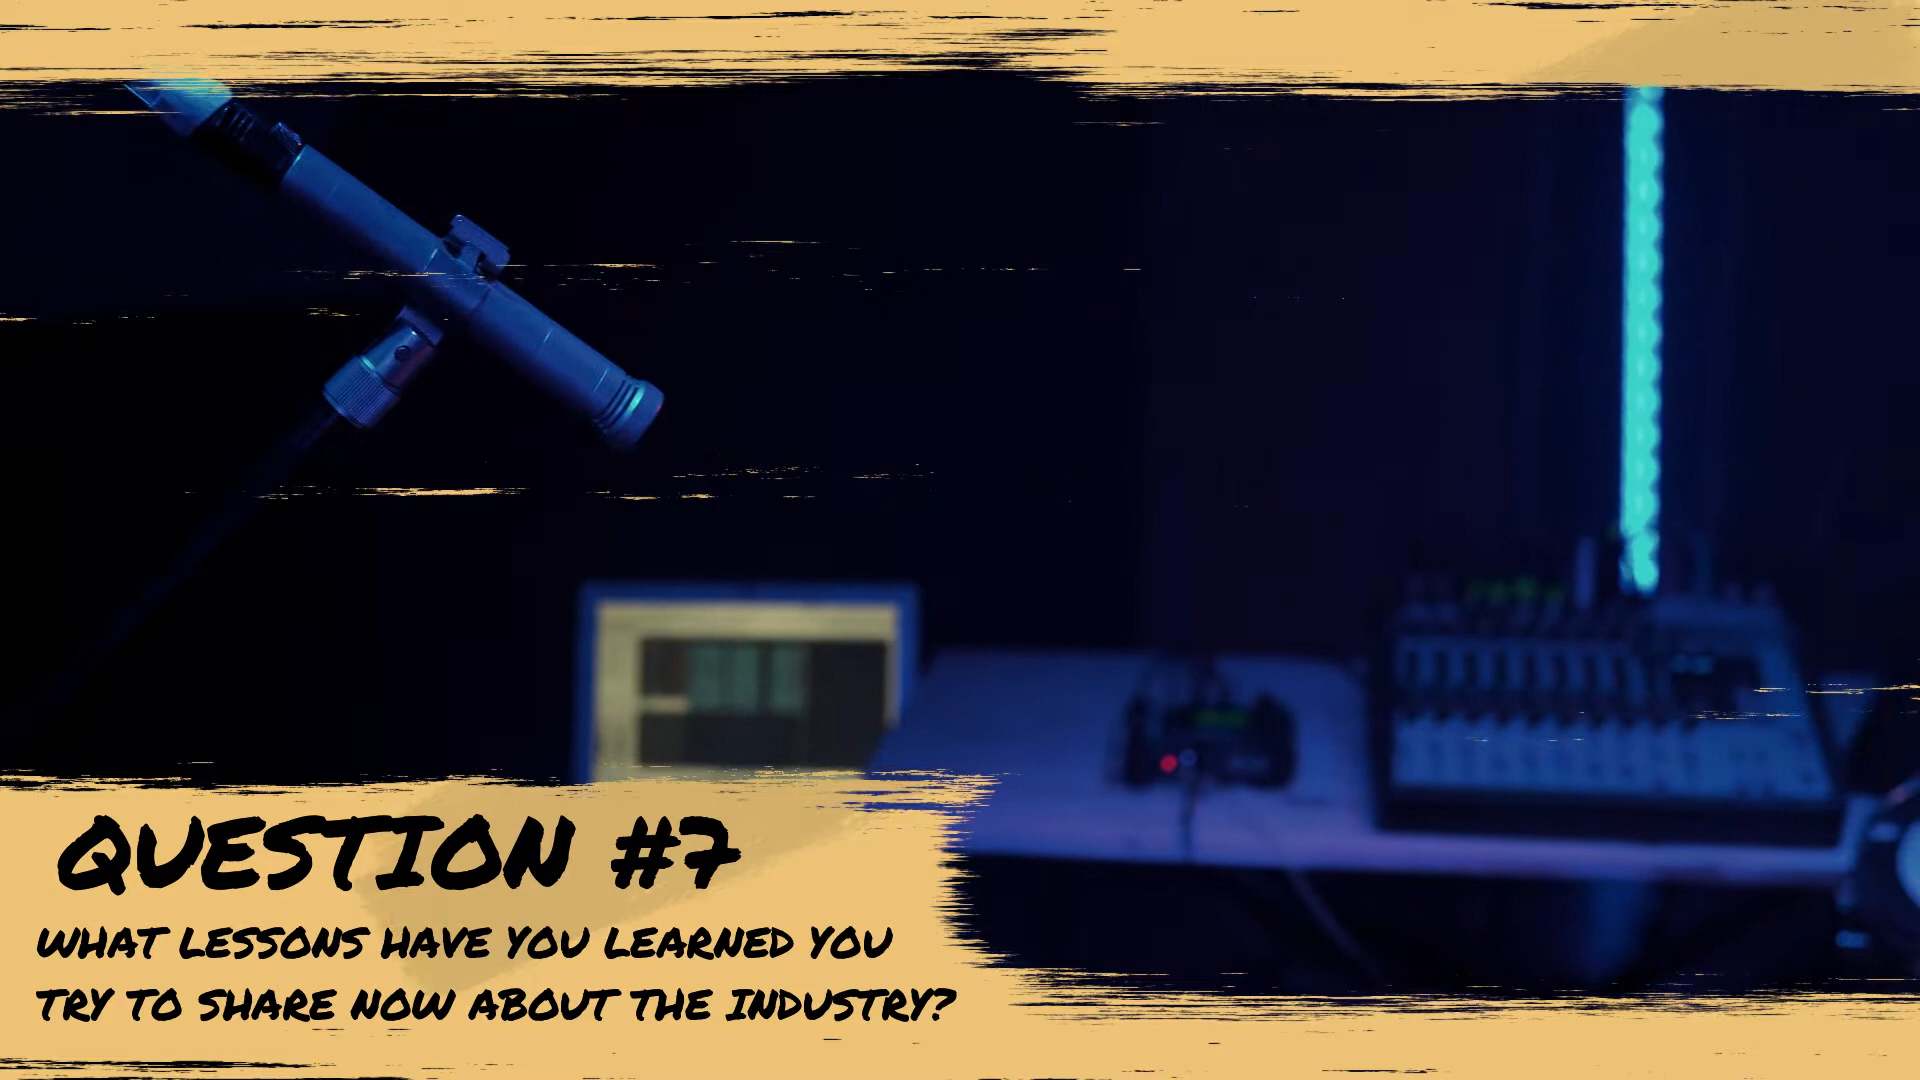 QUESTION #7
WHAT LESSONS HAVE YOU LEARNED YOU
TRY TO SHARE NOW ABOUT THE INDUSTRY?